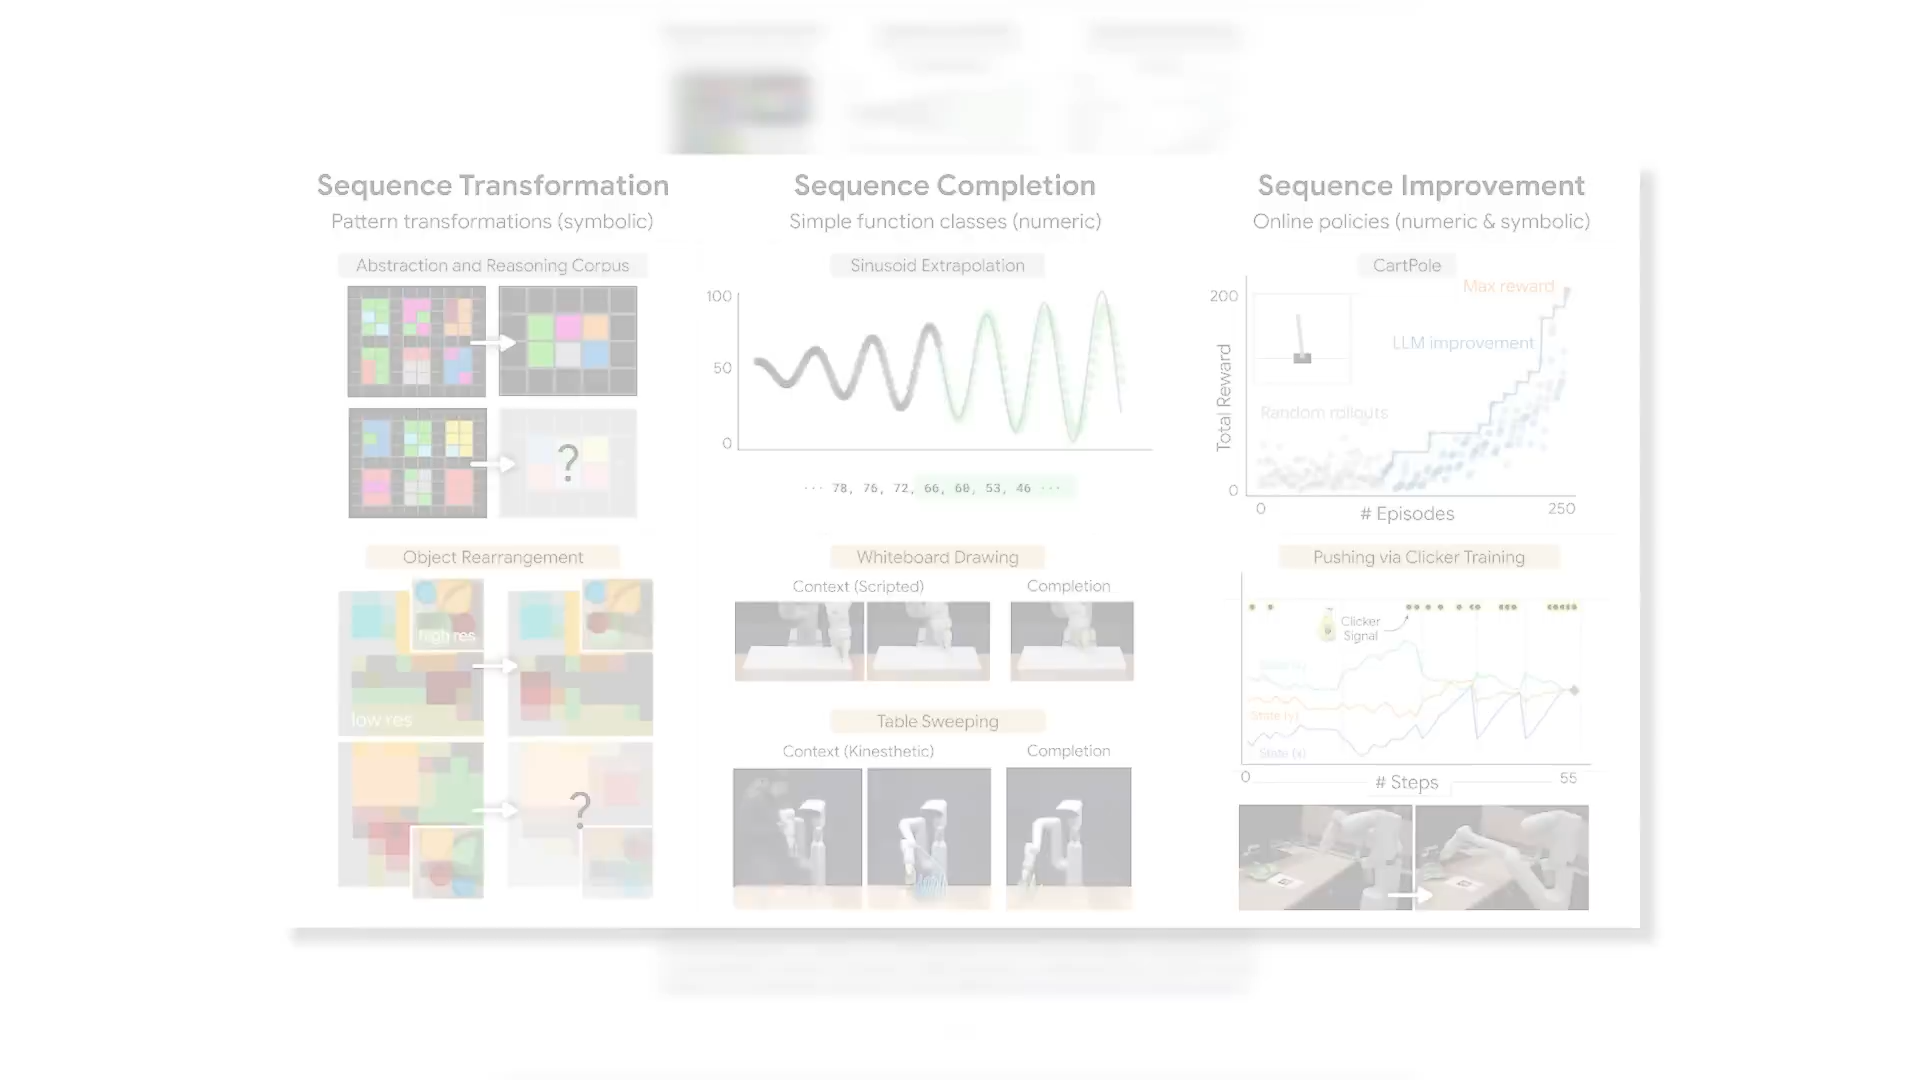 Sequence Transformation
Pattern transformations (symbolic)
Abstraction and Reasoning Corpus
?
Object Rearrangement
high res
low res
?
Sequence Completion
Simple function classes (numeric)
Sinusoid Extrapolation
100
50
0
··· 78, 76, 72, 66, 60, 53, 46 ···
Whiteboard Drawing
Context (Scripted) Completion
Table Sweeping
Context (Kinesthetic) Completion
Sequence Improvement
Online policies (numeric & symbolic)
CartPole
200
Max reward
LLM improvement
Total Reward
Random rollouts
0
0 250
# Episodes
Pushing via Clicker Training
Clicker
Signal
State (y)
State (x)
0 55
# Steps